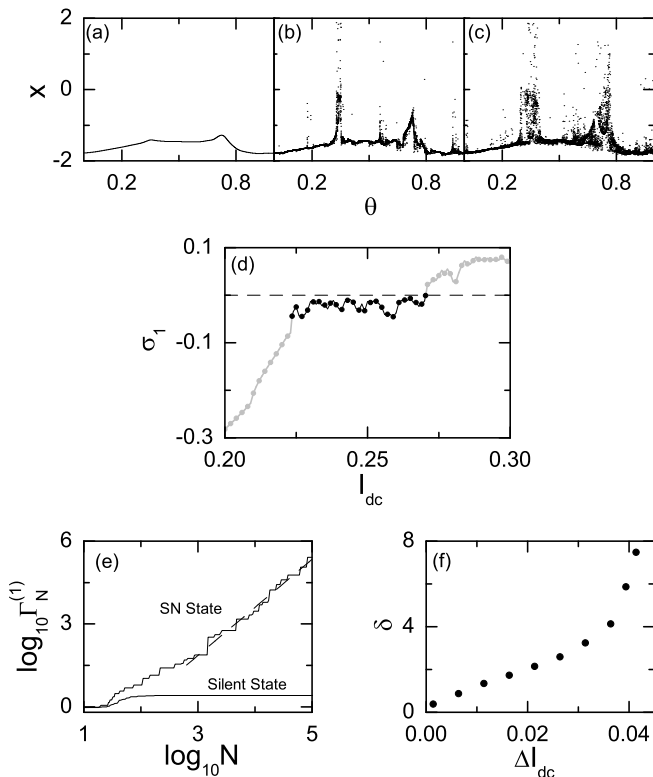 2
(a)
(b)
(c)
x
0
-2
0.2
0.8
0.2
0.8
0.2
0.8
θ
0.1
(d)
σ1
-0.1
-0.3
0.20
0.25
0.30
Idc
6
(e)
log10ΓN(1)
SN State
3
Silent State
0
1
3
5
log10N
8
(f)
δ
4
0
0.00
0.02
0.04
ΔIdc